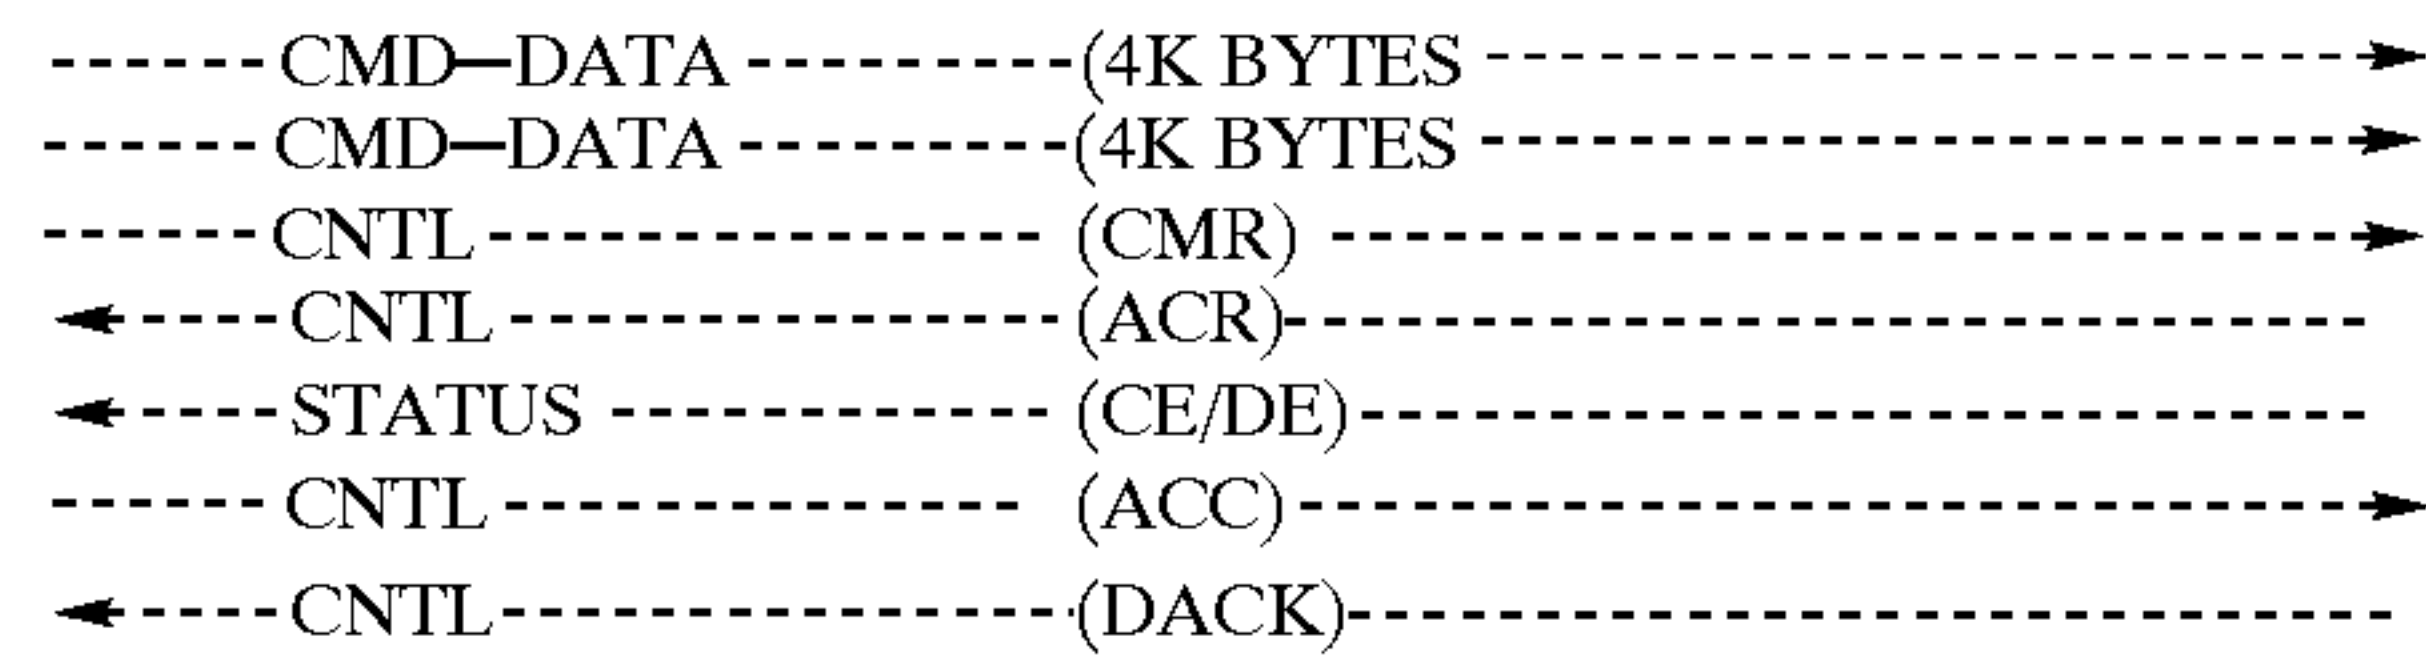 CMD—DATA (4K BYTES
CMD—DATA (4K BYTES
CNTL (CMR)
CNTL (ACR)
STATUS (CE/DE)
CNTL (ACC)
CNTL (DACK)